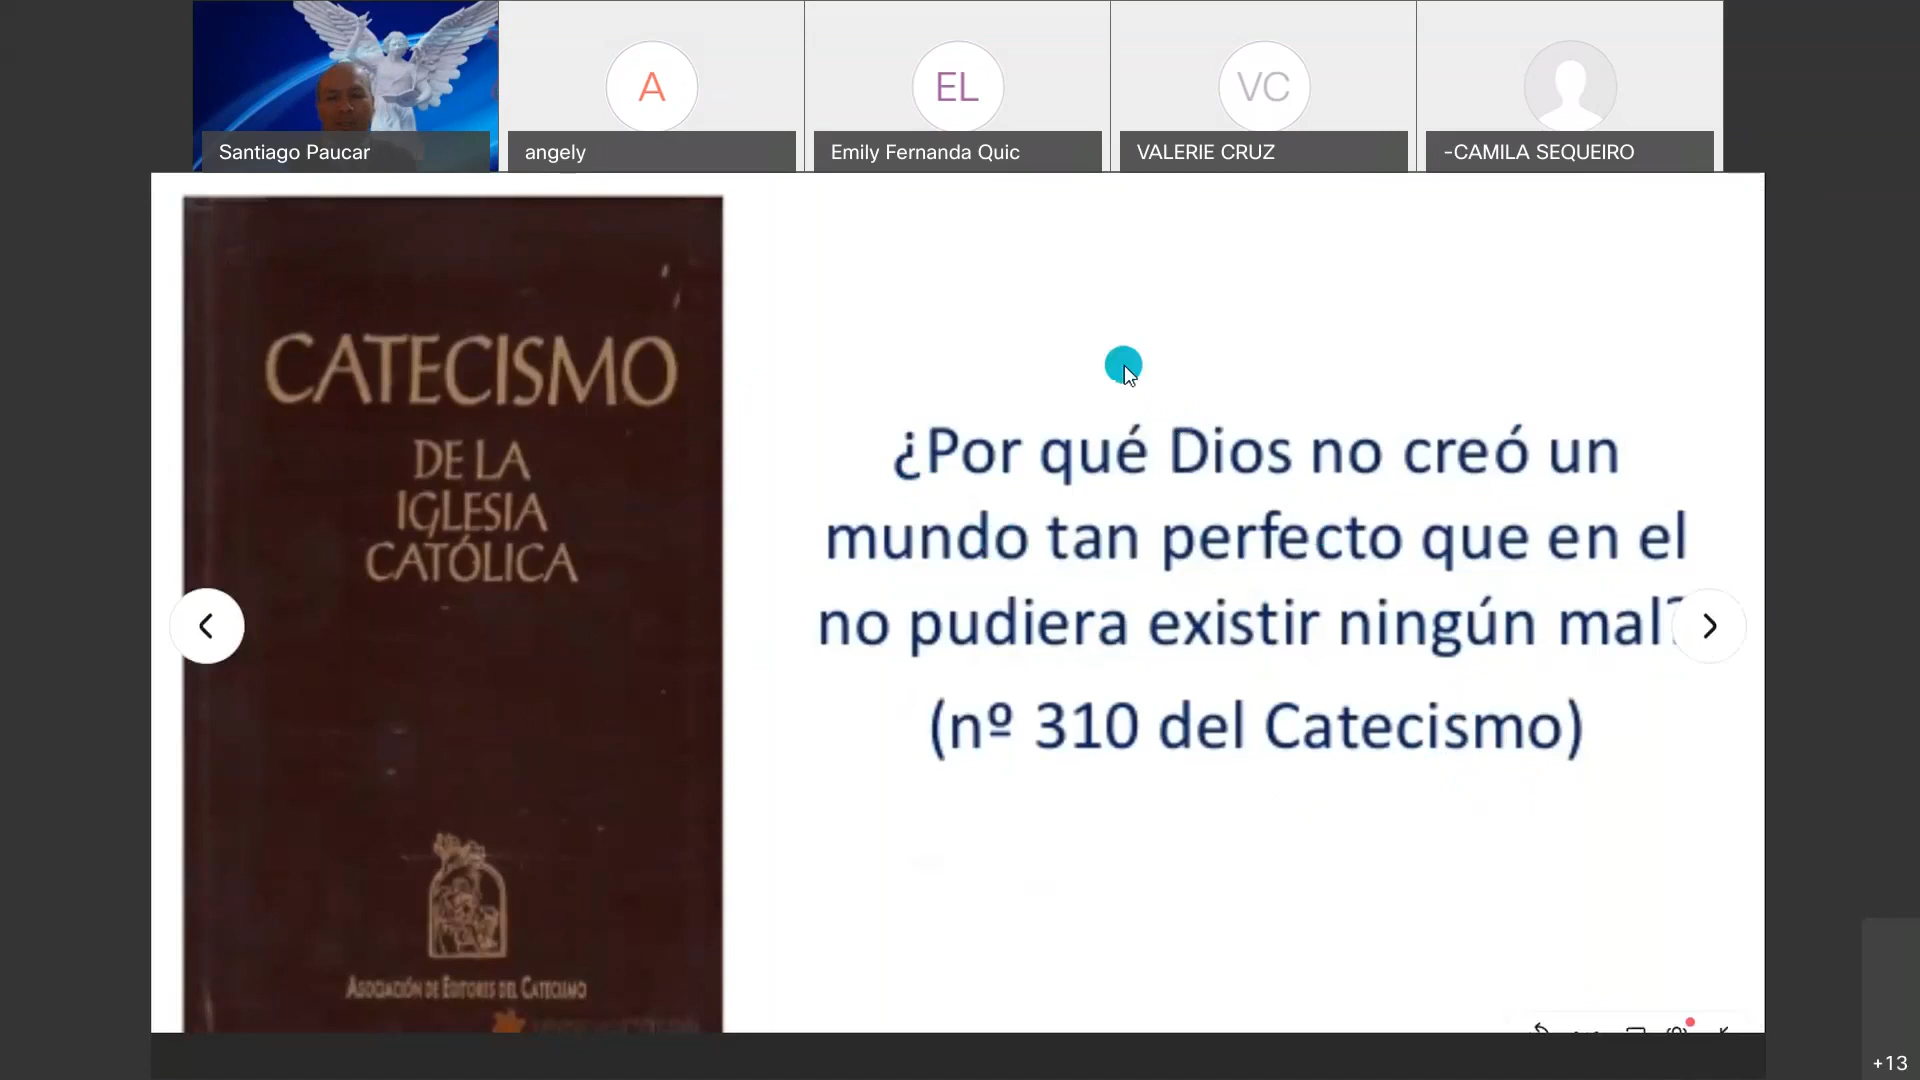 Santiago Paucar
A
angely
EL
Emily Fernanda Quic
VC
VALERIE CRUZ
-CAMILA SEQUEIRO
CATECISMO
DE LA
IGLESIA
CATÓLICA
ASOCIACIÓN DE EDITORES DEL CATECISMO
¿Por qué Dios no creó un
mundo tan perfecto que en el
no pudiera existir ningún mal?
(nº 310 del Catecismo)
+13